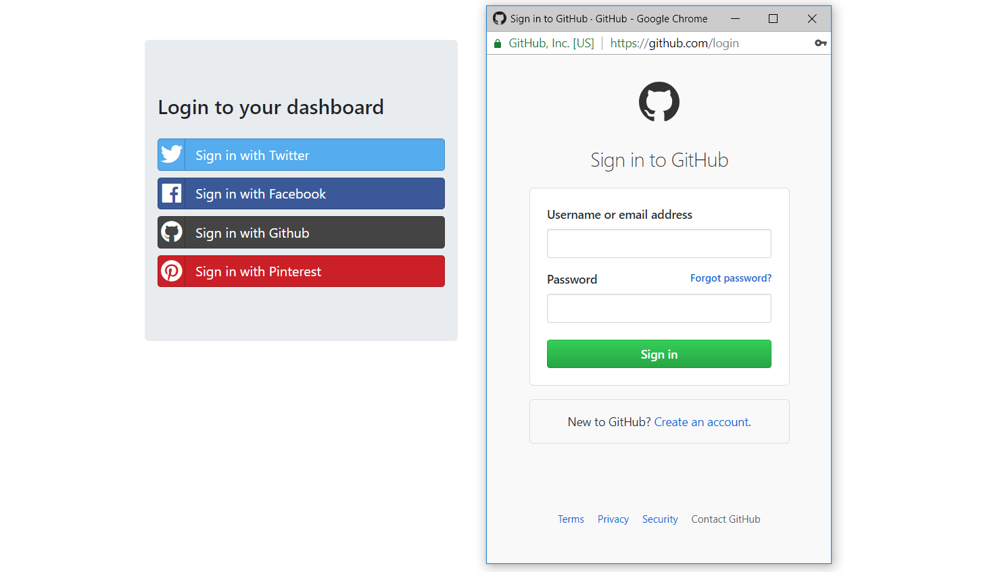 Login to your dashboard
Sign in with Twitter
Sign in with Facebook
Sign in with Github
Sign in with Pinterest
Sign in to GitHub · GitHub - Google Chrome
GitHub, Inc. [US] https://github.com/login
Sign in to GitHub
Username or email address
Password Forgot password?
Sign in
New to GitHub? Create an account.
Terms Privacy Security Contact GitHub